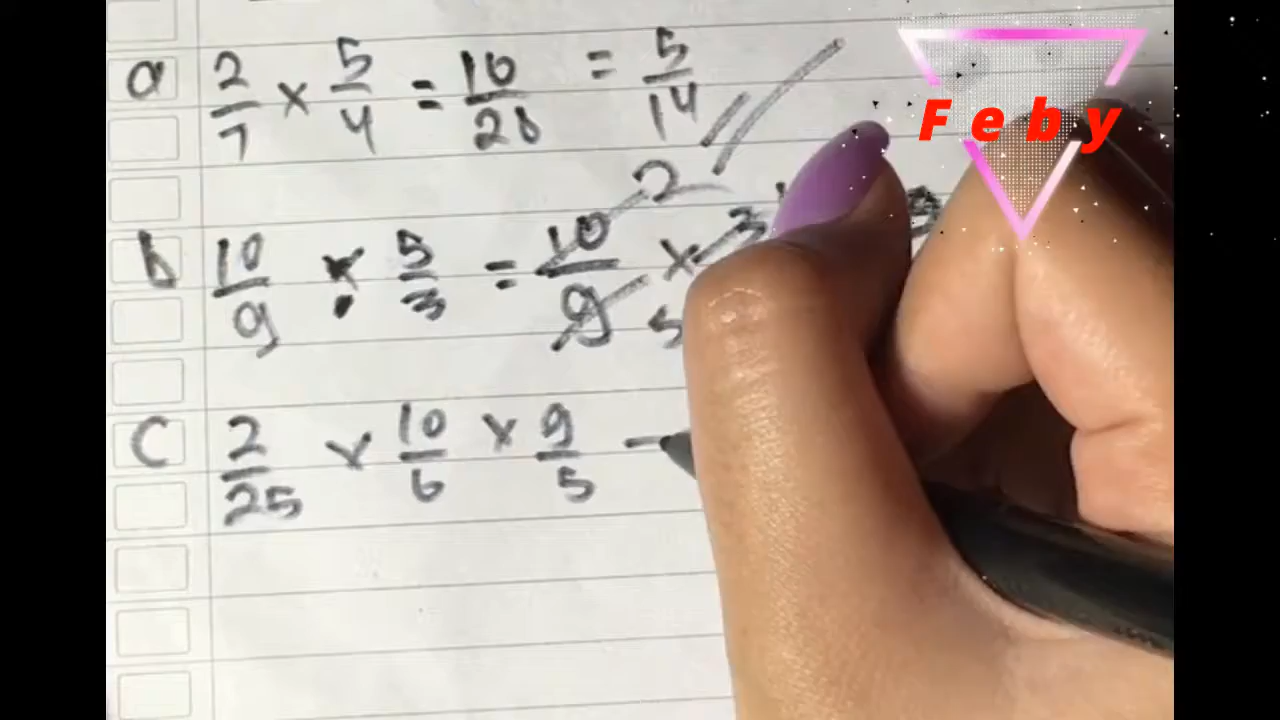 Feby
a 2/7 × 5/4 = 10/28 = 5/14
b 10/9 : 5/3 = 10/9 × 3 2 5
c 2/25 × 10/6 × 9/5